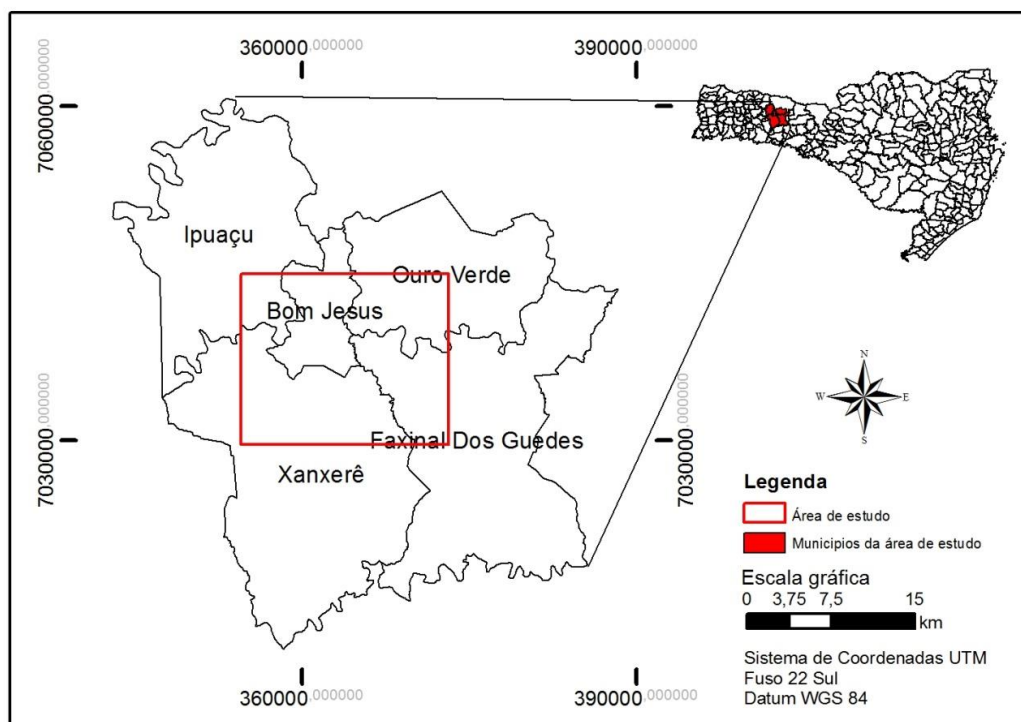 360000,000000
390000,000000
7060000,000000
7060000,000000
Ipuaçu
Ouro Verde
Bom Jesus
N
W
E
S
7030000,000000
7030000,000000
Faxinal Dos Guedes
Xanxerê
Legenda
Área de estudo
Municipios da área de estudo
Escala gráfica
0 3,75 7,5 15
km
Sistema de Coordenadas UTM
Fuso 22 Sul
Datum WGS 84
360000,000000
390000,000000